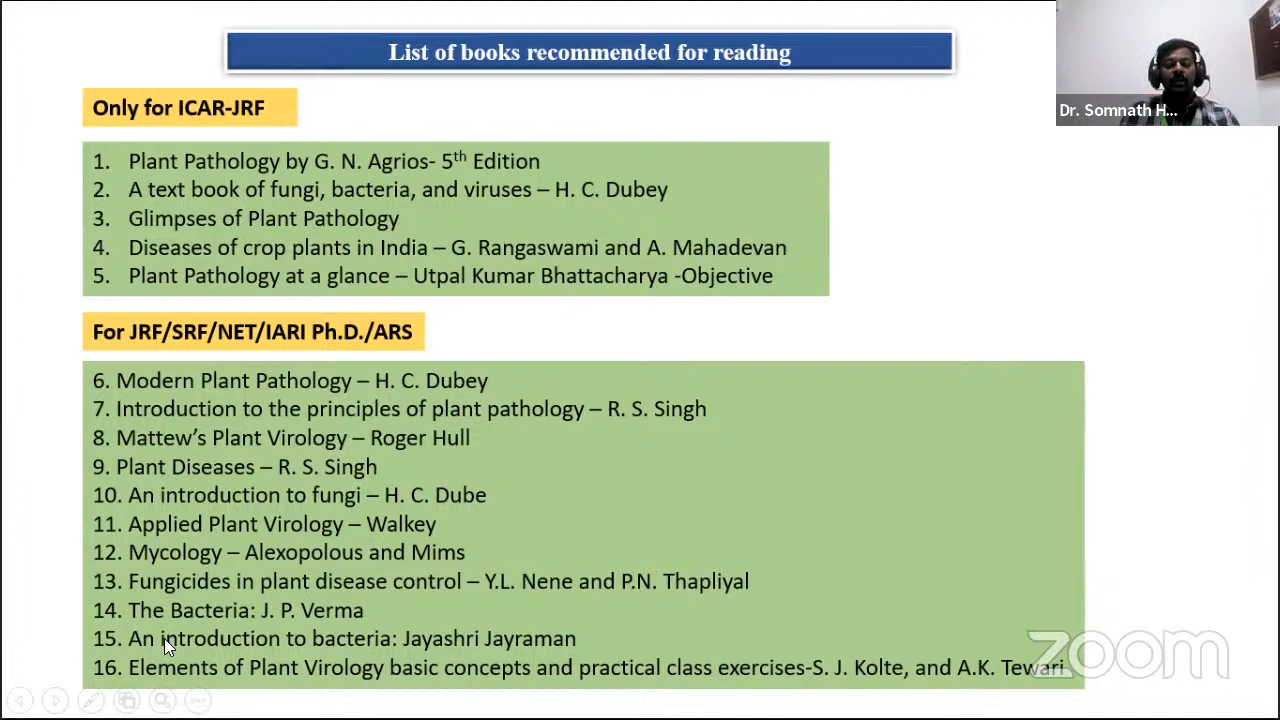 List of books recommended for reading
Dr. Somnath H...
Only for ICAR-JRF
1. Plant Pathology by G. N. Agrios- 5th Edition
2. A text book of fungi, bacteria, and viruses – H. C. Dubey
3. Glimpses of Plant Pathology
4. Diseases of crop plants in India – G. Rangaswami and A. Mahadevan
5. Plant Pathology at a glance – Utpal Kumar Bhattacharya -Objective
For JRF/SRF/NET/IARI Ph.D./ARS
6. Modern Plant Pathology – H. C. Dubey
7. Introduction to the principles of plant pathology – R. S. Singh
8. Mattew’s Plant Virology – Roger Hull
9. Plant Diseases – R. S. Singh
10. An introduction to fungi – H. C. Dube
11. Applied Plant Virology – Walkey
12. Mycology – Alexopolous and Mims
13. Fungicides in plant disease control – Y.L. Nene and P.N. Thapliyal
14. The Bacteria: J. P. Verma
15. An introduction to bacteria: Jayashri Jayraman
16. Elements of Plant Virology basic concepts and practical class exercises-S. J. Kolte, and A.K. Tewari
zoom